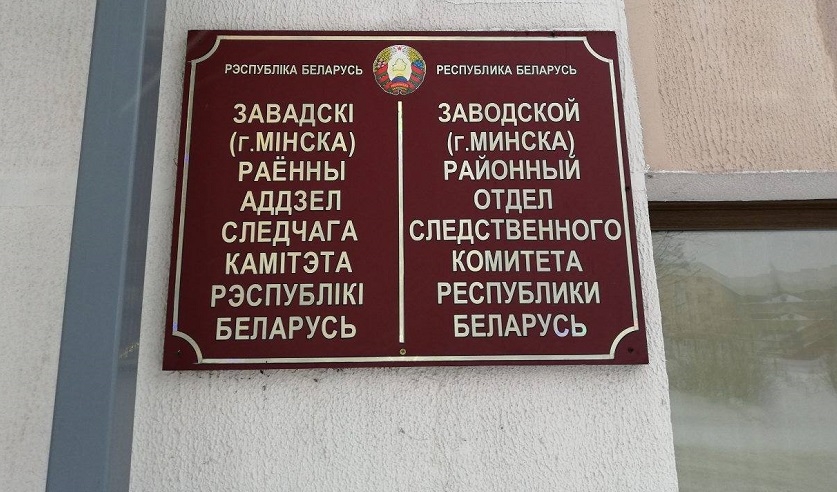 РЭСПУБЛІКА БЕЛАРУСЬ
ЗАВАДСКІ
(г.МІНСКА)
РАЁННЫ
АДДЗЕЛ
СЛЕДЧАГА
КАМІТЭТА
РЭСПУБЛІКІ
БЕЛАРУСЬ
РЕСПУБЛИКА БЕЛАРУСЬ
ЗАВОДСКОЙ
(г.МИНСКА)
РАЙОННЫЙ
ОТДЕЛ
СЛЕДСТВЕННОГО
КОМИТЕТА
РЕСПУБЛИКИ
БЕЛАРУСЬ